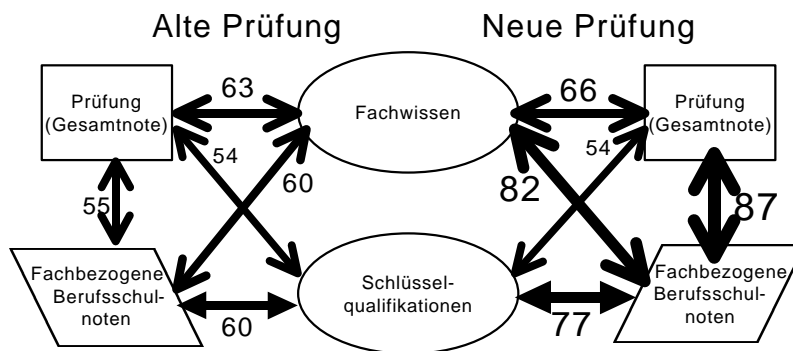 Alte Prüfung
Neue Prüfung
63
66
Prüfung
(Gesamtnote)
Fachwissen
Prüfung
(Gesamtnote)
54
54
60
82
55
87
Fachbezogene
Berufsschul-
noten
Schlüssel-
qualifikationen
Fachbezogene
Berufsschul-
noten
60
77